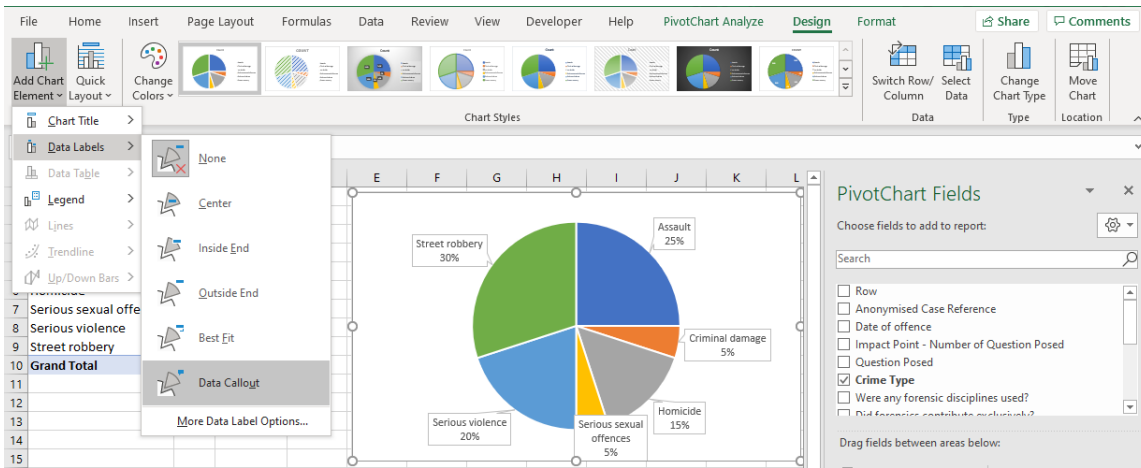 File Home Insert Page Layout Formulas Data Review View Developer Help PivotChart Analyze Design Format Share Comments
Add Chart Element
Quick Layout
Change Colors
Switch Row/ Column
Select Data
Change Chart Type
Move Chart
Chart Styles
Data
Type
Location
Chart Title
Data Labels
Data Table
Legend
Lines
Trendline
Up/Down Bars
None
Center
Inside End
Outside End
Best Fit
Data Callout
More Data Label Options...
E F G H I J K L
7 Serious sexual offe
8 Serious violence
9 Street robbery
10 Grand Total
11
12
13
14
15
Street robbery
30%
Assault
25%
Criminal damage
5%
Homicide
15%
Serious sexual
offences
5%
Serious violence
20%
PivotChart Fields
Choose fields to add to report:
Search
Row
Anonymised Case Reference
Date of offence
Impact Point - Number of Question Posed
Question Posed
Crime Type
Were any forensic disciplines used?
Did forensics contribute exclusively?
Drag fields between areas below: